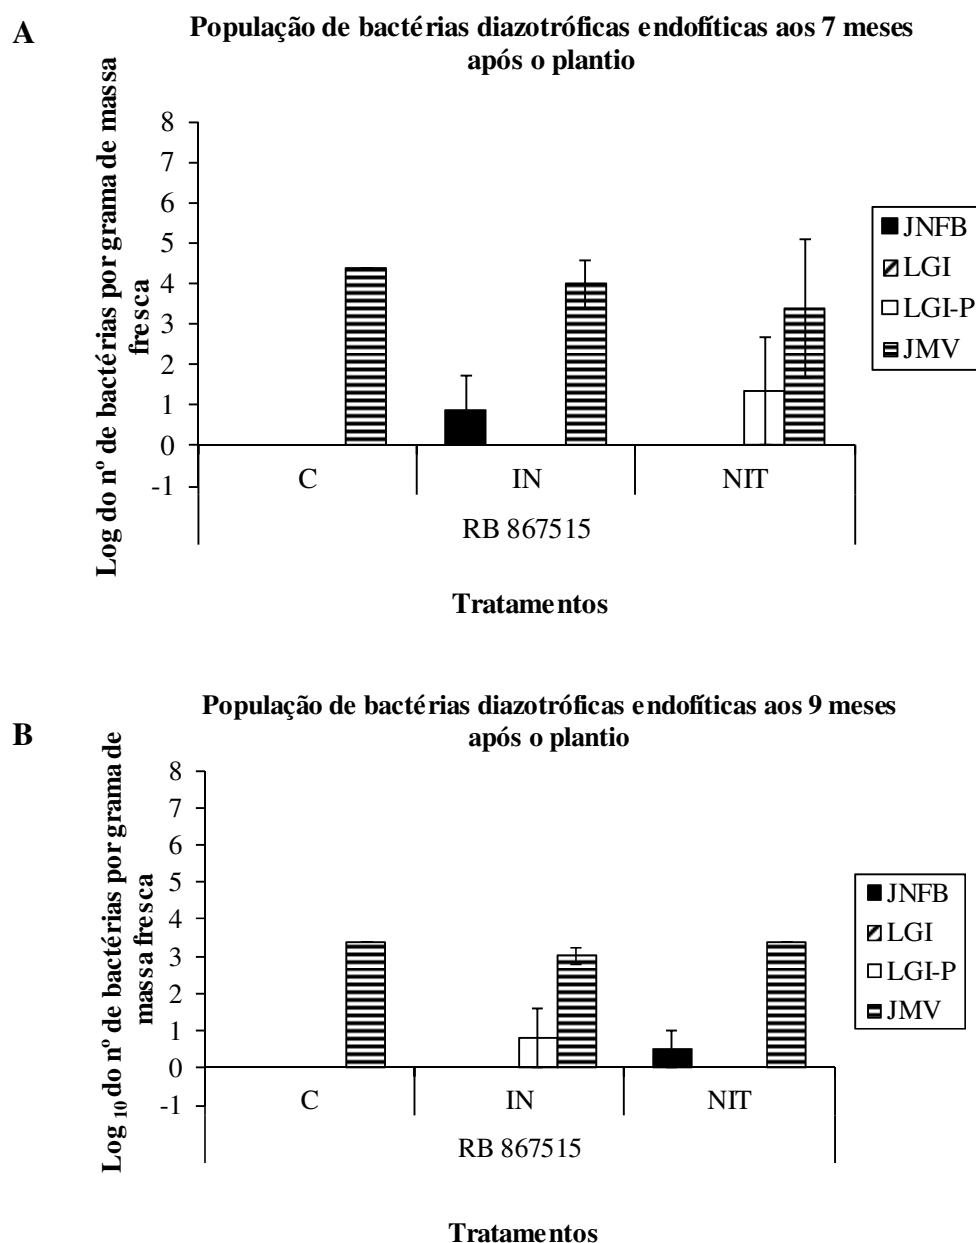 A
População de bactérias diazotróficas endofíticas aos 7 meses
após o plantio
Log do nº de bactérias por grama de massa
fresca
8
7
6
5
4
3
2
1
0
-1
C
IN
NIT
RB 867515
Tratamentos
JNFB
LGI
LGI-P
JMV
B
População de bactérias diazotróficas endofíticas aos 9 meses
após o plantio
Log 10 do nº de bactérias por grama de
massa fresca
8
7
6
5
4
3
2
1
0
-1
C
IN
NIT
RB 867515
Tratamentos
JNFB
LGI
LGI-P
JMV